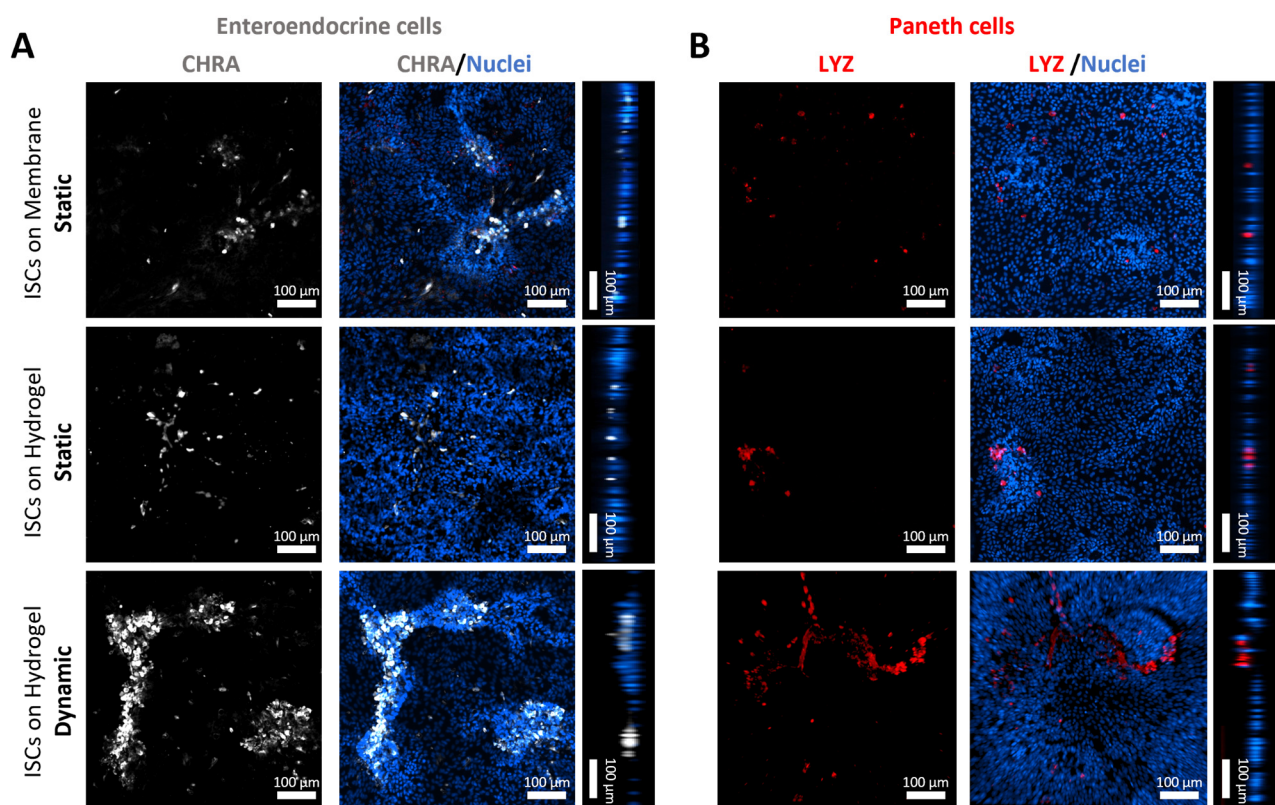 Enteroendocrine cells
Paneth cells
A
B
CHRA
CHRA/Nuclei
LYZ
LYZ /Nuclei
ISCs on Membrane
Static
100 µm
100 µm
100 µm
100 µm
100 µm
100 µm
ISCs on Hydrogel
Static
100 µm
100 µm
100 µm
100 µm
100 µm
100 µm
ISCs on Hydrogel
Dynamic
100 µm
100 µm
100 µm
100 µm
100 µm
100 µm